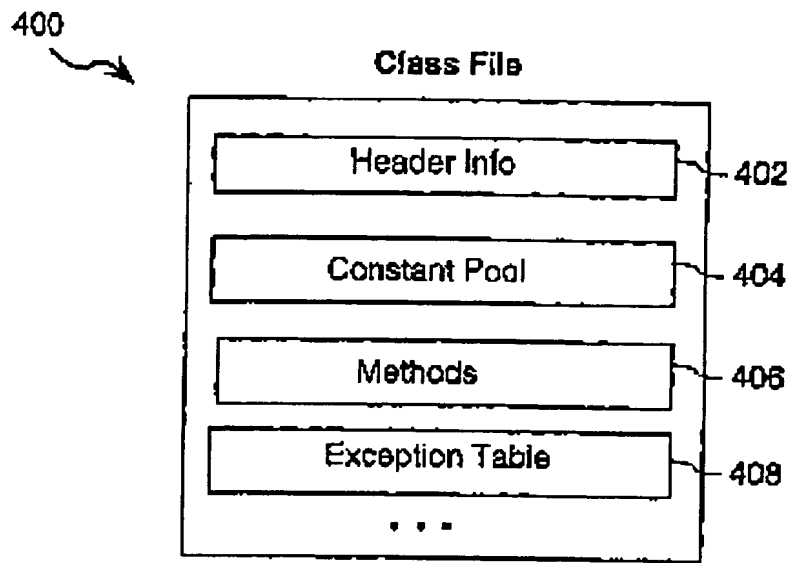 400
Class File
Header Info
402
Constant Pool
404
Methods
406
Exception Table
408
...